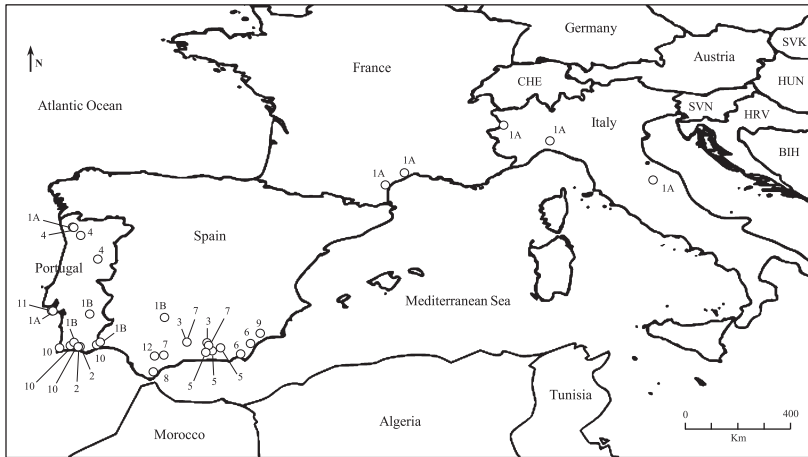 Germany
SVK
N
Austria
France
CHE
HUN
Atlantic Ocean
SVN
HRV
Italy
1A
1A
BIH
1A
1A
1A
1A
4
4
Spain
4
Portugal
Mediterranean Sea
11
1A
1B
1B
1B
1B
3
7
3
7
9
6
6
12
7
10
10
10
10
2
2
8
5
5
5
Tunisia
0
400
Km
Algeria
Morocco